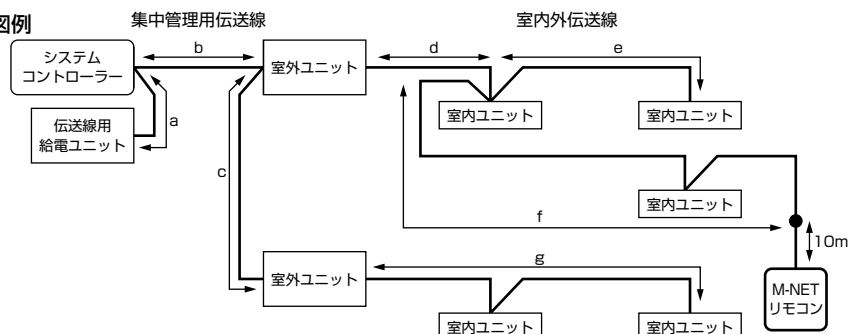 図例
集中管理用伝送線
室内外伝送線
システム
コントローラー
b
室外ユニット
d
e
a
伝送線用
給電ユニット
室内ユニット
室内ユニット
c
室内ユニット
f
10m
g
室外ユニット
M-NET
リモコン
室内ユニット
室内ユニット